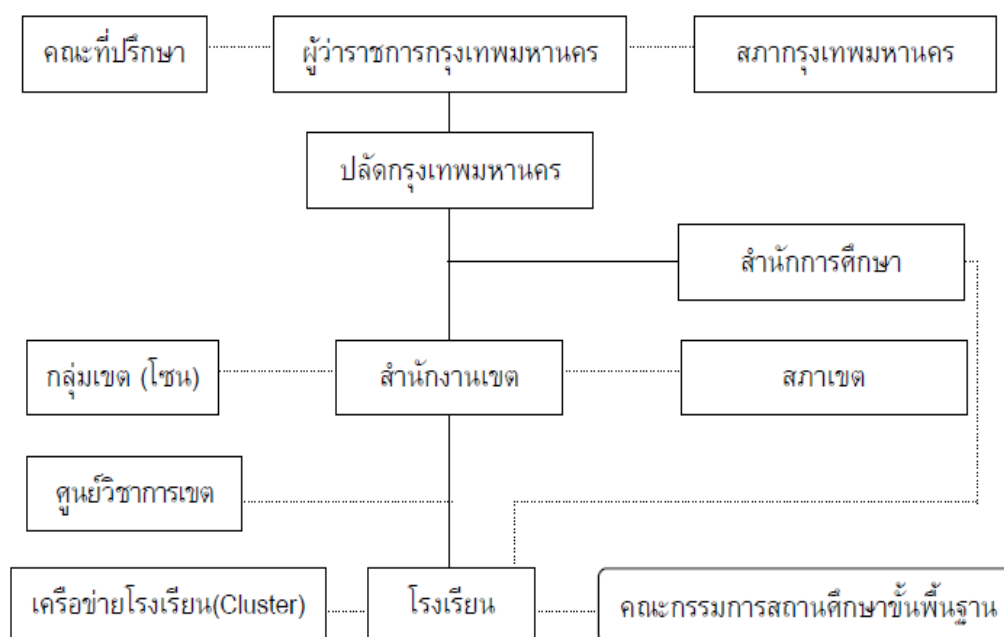 คณะที่ปรึกษา
ผู้ว่าราชการกรุงเทพมหานคร
สภากรุงเทพมหานคร
ปลัดกรุงเทพมหานคร
สำนักการศึกษา
กลุ่มเขต (โซน)
สำนักงานเขต
สภาเขต
ศูนย์วิชาการเขต
เครือข่ายโรงเรียน(Cluster)
โรงเรียน
คณะกรรมการสถานศึกษาขั้นพื้นฐาน